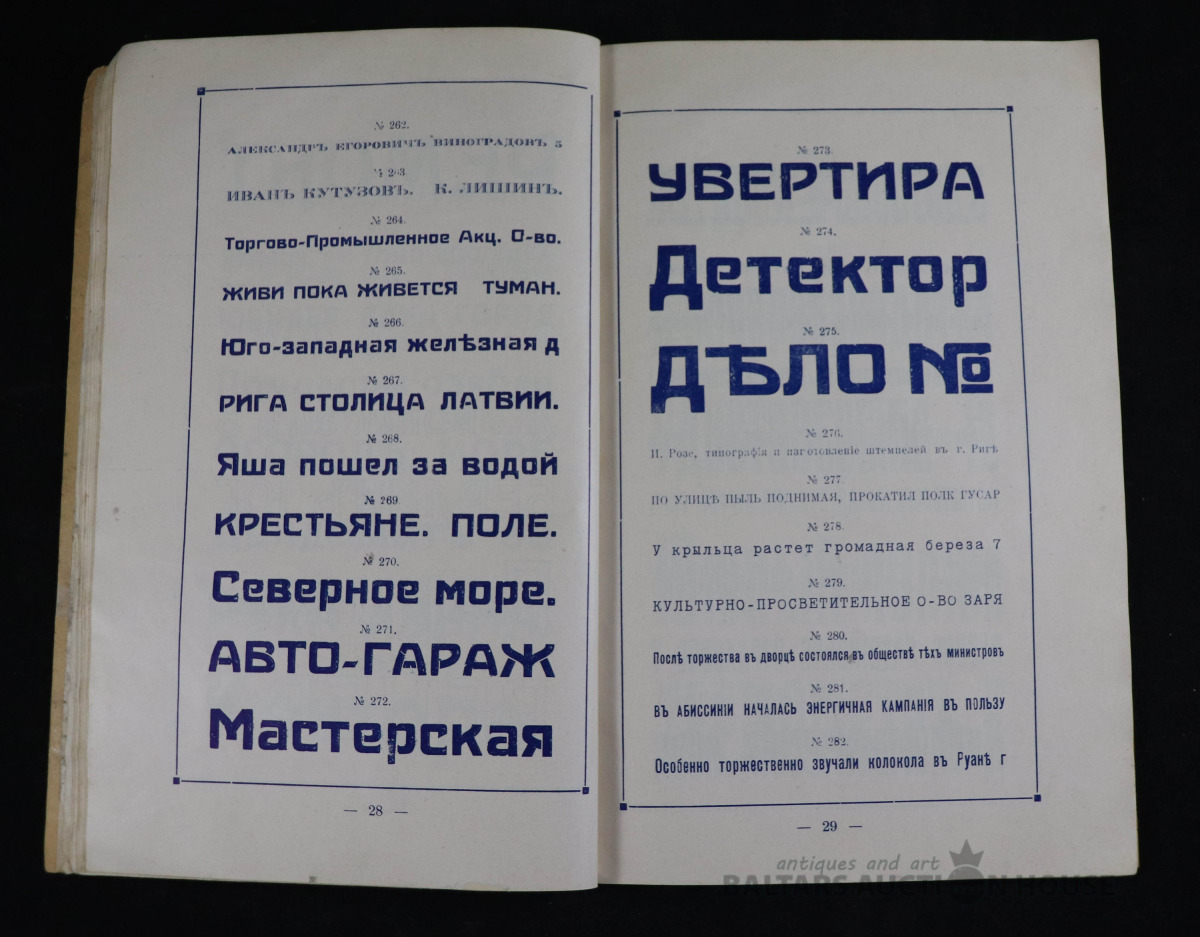 № 262.
АЛЕКСАНДРЪ ЕГОРОВИЧЪ ВИНОГРАДОВЪ 5
№ 263.
ИВАНЪ КУТУЗОВЪ. К. ЛИШИНЪ.
№ 264.
Торгово-Промышленное Акц. О-во.
№ 265.
ЖИВИ ПОКА ЖИВЕТСЯ ТУМАН.
№ 266.
Юго-западная желѣзная д
№ 267.
РИГА СТОЛИЦА ЛАТВИИ.
№ 268.
Яша пошел за водой
№ 269.
КРЕСТЬЯНЕ. ПОЛЕ.
№ 270.
Северное море.
№ 271.
АВТО-ГАРАЖ
№ 272.
Мастерская
— 28 —
№ 273.
УВЕРТИРА
№ 274.
Детектор
№ 275.
ДѢЛО №
№ 276.
И. Розе, типографія и изготовленіе штемпелей въ г. Ригѣ
№ 277
ПО УЛИЦѢ ПЫЛЬ ПОДНИМАЯ, ПРОКАТИЛ ПОЛК ГУСАР
№ 278.
У крыльца растет громадная береза 7
№ 279.
КУЛЬТУРНО-ПРОСВЕТИТЕЛЬНОЕ О-ВО ЗАРЯ
№ 280.
Послѣ торжества въ дворцѣ состоялся въ обществѣ тѣхъ министровъ
№ 281.
ВЪ АБИССИНІИ НАЧАЛАСЬ ЭНЕРГИЧНАЯ КАМПАНІЯ ВЪ ПОЛЬЗУ
№ 282.
Особенно торжественно звучали колокола въ Руанѣ г
— 29 —
antiques and art
BALTARS AUCTION HOUSE